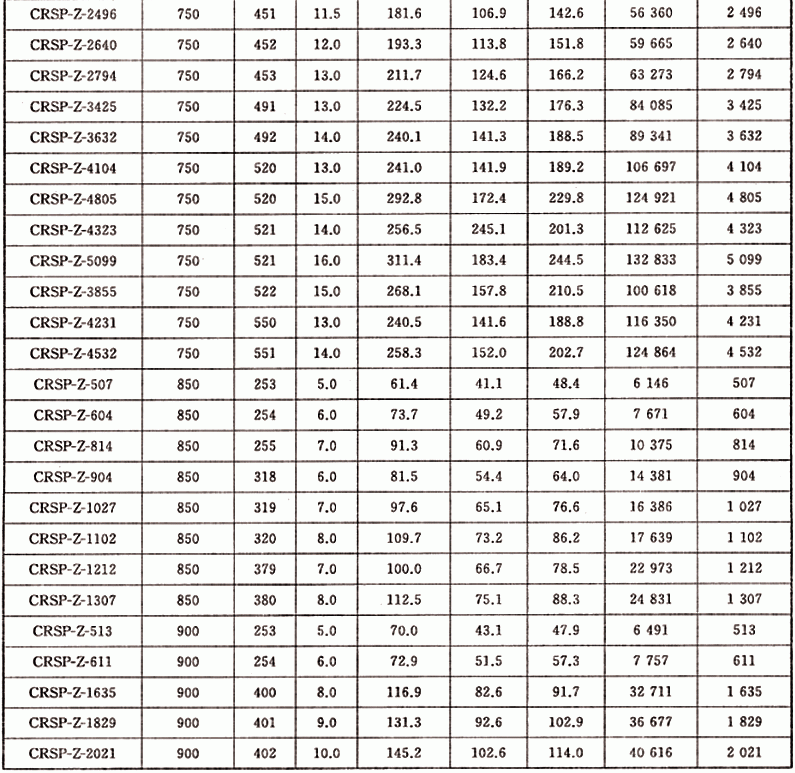 CRSP-Z-2496 750 451 11.5 181.6 106.9 142.6 56 360 2 496
CRSP-Z-2640 750 452 12.0 193.3 113.8 151.8 59 665 2 640
CRSP-Z-2794 750 453 13.0 211.7 124.6 166.2 63 273 2 794
CRSP-Z-3425 750 491 13.0 224.5 132.2 176.3 84 085 3 425
CRSP-Z-3632 750 492 14.0 240.1 141.3 188.5 89 341 3 632
CRSP-Z-4104 750 520 13.0 241.0 141.9 189.2 106 697 4 104
CRSP-Z-4805 750 520 15.0 292.8 172.4 229.8 124 921 4 805
CRSP-Z-4323 750 521 14.0 256.5 245.1 201.3 112 625 4 323
CRSP-Z-5099 750 521 16.0 311.4 183.4 244.5 132 833 5 099
CRSP-Z-3855 750 522 15.0 268.1 157.8 210.5 100 618 3 855
CRSP-Z-4231 750 550 13.0 240.5 141.6 188.8 116 350 4 231
CRSP-Z-4532 750 551 14.0 258.3 152.0 202.7 124 864 4 532
CRSP-Z-507 850 253 5.0 61.4 41.1 48.4 6 146 507
CRSP-Z-604 850 254 6.0 73.7 49.2 57.9 7 671 604
CRSP-Z-814 850 255 7.0 91.3 60.9 71.6 10 375 814
CRSP-Z-904 850 318 6.0 81.5 54.4 64.0 14 381 904
CRSP-Z-1027 850 319 7.0 97.6 65.1 76.6 16 386 1 027
CRSP-Z-1102 850 320 8.0 109.7 73.2 86.2 17 639 1 102
CRSP-Z-1212 850 379 7.0 100.0 66.7 78.5 22 973 1 212
CRSP-Z-1307 850 380 8.0 112.5 75.1 88.3 24 831 1 307
CRSP-Z-513 900 253 5.0 70.0 43.1 47.9 6 491 513
CRSP-Z-611 900 254 6.0 72.9 51.5 57.3 7 757 611
CRSP-Z-1635 900 400 8.0 116.9 82.6 91.7 32 711 1 635
CRSP-Z-1829 900 401 9.0 131.3 92.6 102.9 36 677 1 829
CRSP-Z-2021 900 402 10.0 145.2 102.6 114.0 40 616 2 021